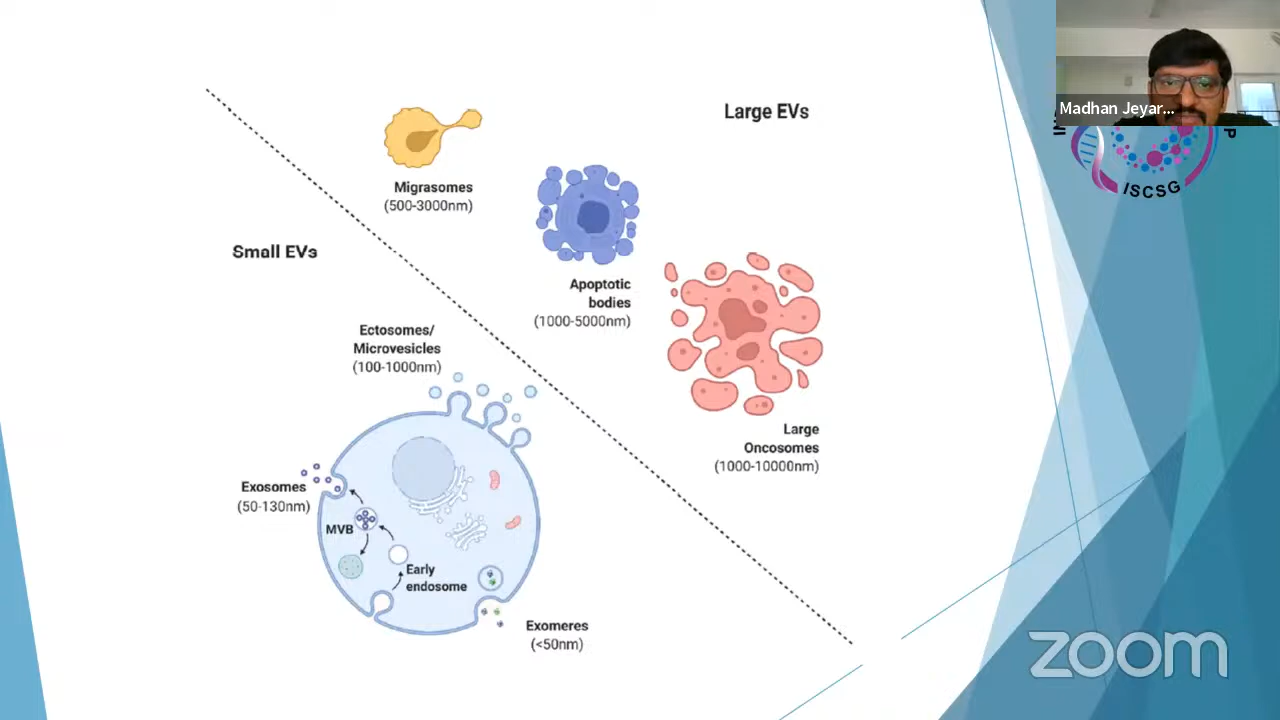 Madhan Jeyar...
ISCSG
Large EVs
Migrasomes
(500-3000nm)
Small EVs
Apoptotic
bodies
(1000-5000nm)
Ectosomes/
Microvesicles
(100-1000nm)
Large
Oncosomes
(1000-10000nm)
Exosomes
(50-130nm)
MVB
Early
endosome
Exomeres
(<50nm)
zoom